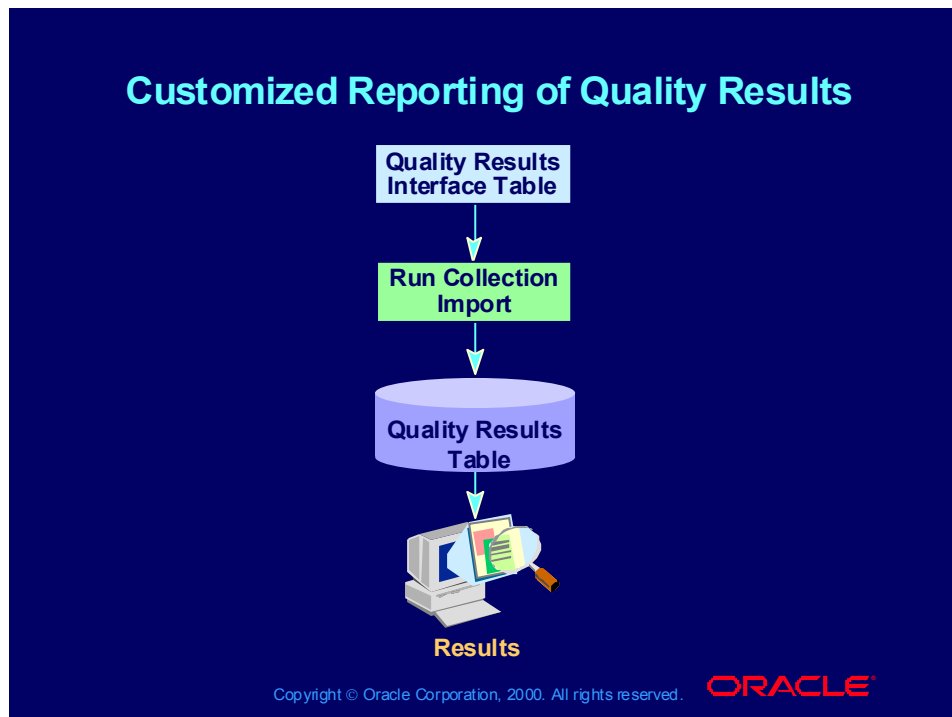 Customized Reporting of Quality Results
Quality Results
Interface Table
Run Collection
Import
Quality Results
Table
Results
Copyright © Oracle Corporation, 2000. All rights reserved.
ORACLE®